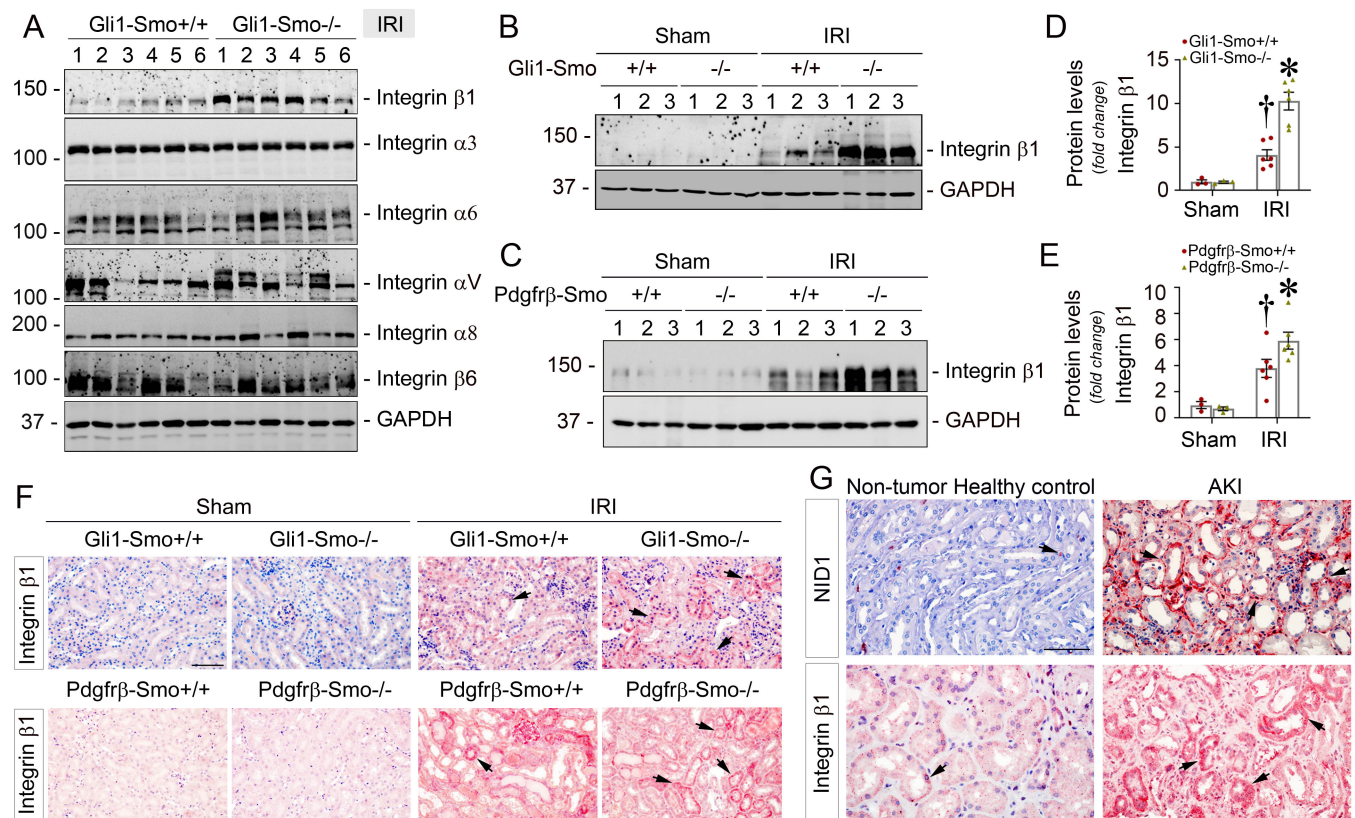 A
Gli1-Smo+/+ Gli1-Smo-/- IRI
1 2 3 4 5 6 1 2 3 4 5 6
150 - - Integrin β1
- Integrin α3
100 -
- Integrin α6
100 -
- Integrin αV
100 -
200 -
- Integrin α8
100 - - Integrin β6
37 - - GAPDH
B
Sham IRI
Gli1-Smo +/+ -/- +/+ -/-
1 2 3 1 2 3 1 2 3 1 2 3
150 - - Integrin β1
37 - - GAPDH
C
Sham IRI
Pdgfrβ-Smo +/+ -/- +/+ -/-
1 2 3 1 2 3 1 2 3 1 2 3
150 - - Integrin β1
37 - - GAPDH
D
Gli1-Smo+/+
Gli1-Smo-/-
Protein levels
(fold change)
Integrin β1
15
10
5
0
† *
Sham IRI
E
Pdgfrβ-Smo+/+
Pdgfrβ-Smo-/-
Protein levels
(fold change)
Integrin β1
10
8
6
4
2
0
† *
Sham IRI
F
Sham IRI
Gli1-Smo+/+ Gli1-Smo-/- Gli1-Smo+/+ Gli1-Smo-/-
Integrin β1
Pdgfrβ-Smo+/+ Pdgfrβ-Smo-/- Pdgfrβ-Smo+/+ Pdgfrβ-Smo-/-
Integrin β1
G
Non-tumor Healthy control AKI
NID1
Integrin β1